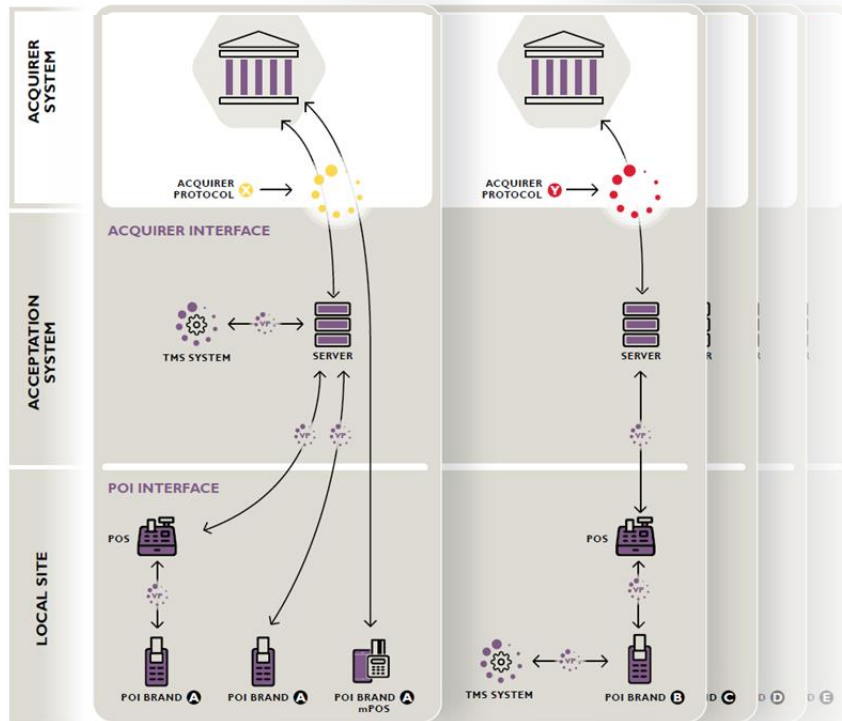 ACQUIRER
SYSTEM
ACQUIRER
PROTOCOL X
ACQUIRER
PROTOCOL Y
ACQUIRER INTERFACE
ACCEPTATION
SYSTEM
TMS SYSTEM
VP
SERVER
SERVER
R
R
R
VP
VP
VP
POI INTERFACE
LOCAL SITE
POS
POS
VP
VP
TMS SYSTEM
VP
POI BRAND A
POI BRAND A
POI BRAND A
mPOS
POI BRAND B
ND C
D D
D E